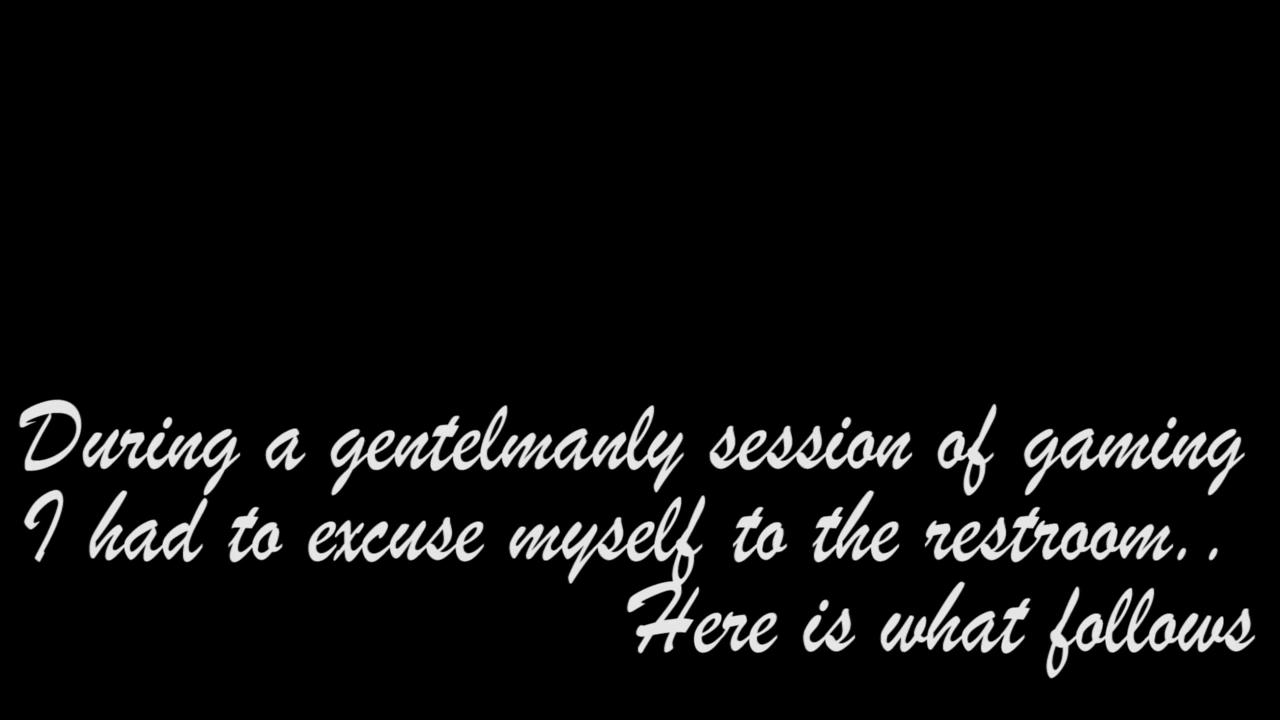 During a gentelmanly session of gaming
I had to excuse myself to the restroom..
Here is what follows